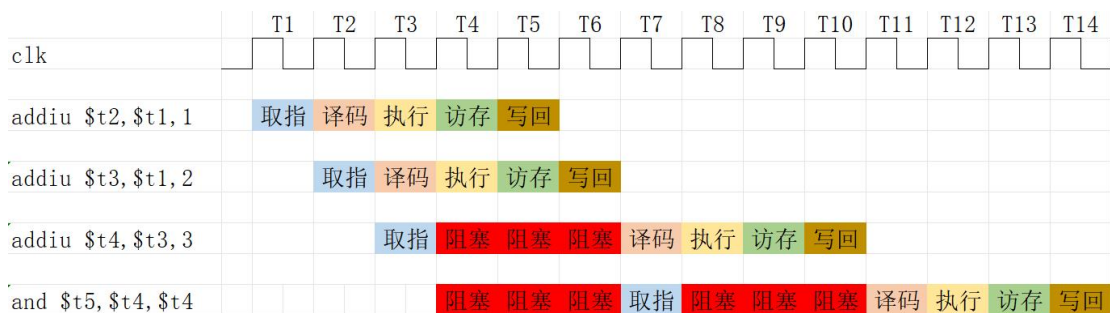 T1 T2 T3 T4 T5 T6 T7 T8 T9 T10 T11 T12 T13 T14
clk
addiu $t2,$t1,1 取指 译码 执行 访存 写回
addiu $t3,$t1,2 取指 译码 执行 访存 写回
addiu $t4,$t3,3 取指 阻塞 阻塞 阻塞 译码 执行 访存 写回
and $t5,$t4,$t4 阻塞 阻塞 阻塞 取指 阻塞 阻塞 阻塞 译码 执行 访存 写回